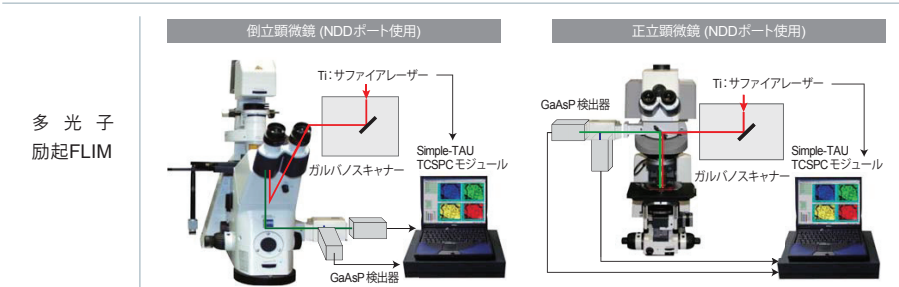 倒立顕微鏡 (NDDポート使用)
正立顕微鏡 (NDDポート使用)
多光子
励起FLIM
Ti：サファイアレーザー
ガルバノスキャナー
Simple-TAU
TCSPC モジュール
GaAsP 検出器
Ti：サファイアレーザー
GaAsP 検出器
ガルバノスキャナー
Simple-TAU
TCSPC モジュール